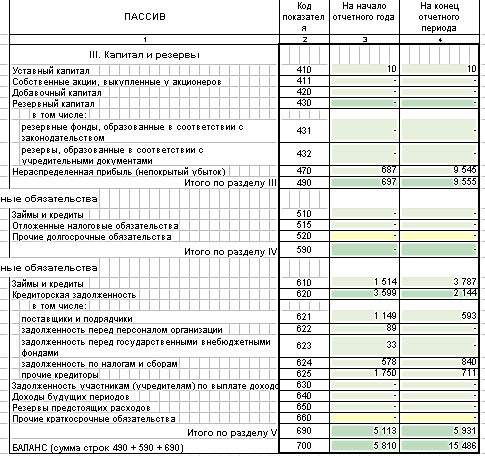 ПАССИВ Код показател я На начало отчетного года На конец отчетного периода
1 2 3 4
III. Капитал и резервы
Уставный капитал 410 10 10
Собственные акции, выкупленные у акционеров 411 - -
Добавочный капитал 420 - -
Резервный капитал 430 - -
в том числе:
резервные фонды, образованные в соответствии с
законодательством 431 - -
резервы, образованные в соответствии с
учредительными документами 432 - -
Нераспределенная прибыль (непокрытый убыток) 470 687 9 545
Итого по разделу III 490 697 9 555
ные обязательства
Займы и кредиты 510 - -
Отложенные налоговые обязательства 515 - -
Прочие долгосрочные обязательства 520 - -
Итого по разделу IV 590 - -
ные обязательства
Займы и кредиты 610 1 514 3 787
Кредиторская задолженность 620 3 599 2 144
в том числе:
поставщики и подрядчики 621 1 149 593
задолженность перед персоналом организации 622 89 -
задолженность перед государственными внебюджетными
фондами 623 33 -
задолженность по налогам и сборам 624 578 840
прочие кредиторы 625 1 750 711
Задолженность участникам (учредителям) по выплате доходо 630 - -
Доходы будущих периодов 640 - -
Резервы предстоящих расходов 650 - -
Прочие краткосрочные обязательства 660 - -
Итого по разделу V 690 5 113 5 931
БАЛАНС (сумма строк 490 + 590 + 690) 700 5 810 15 486